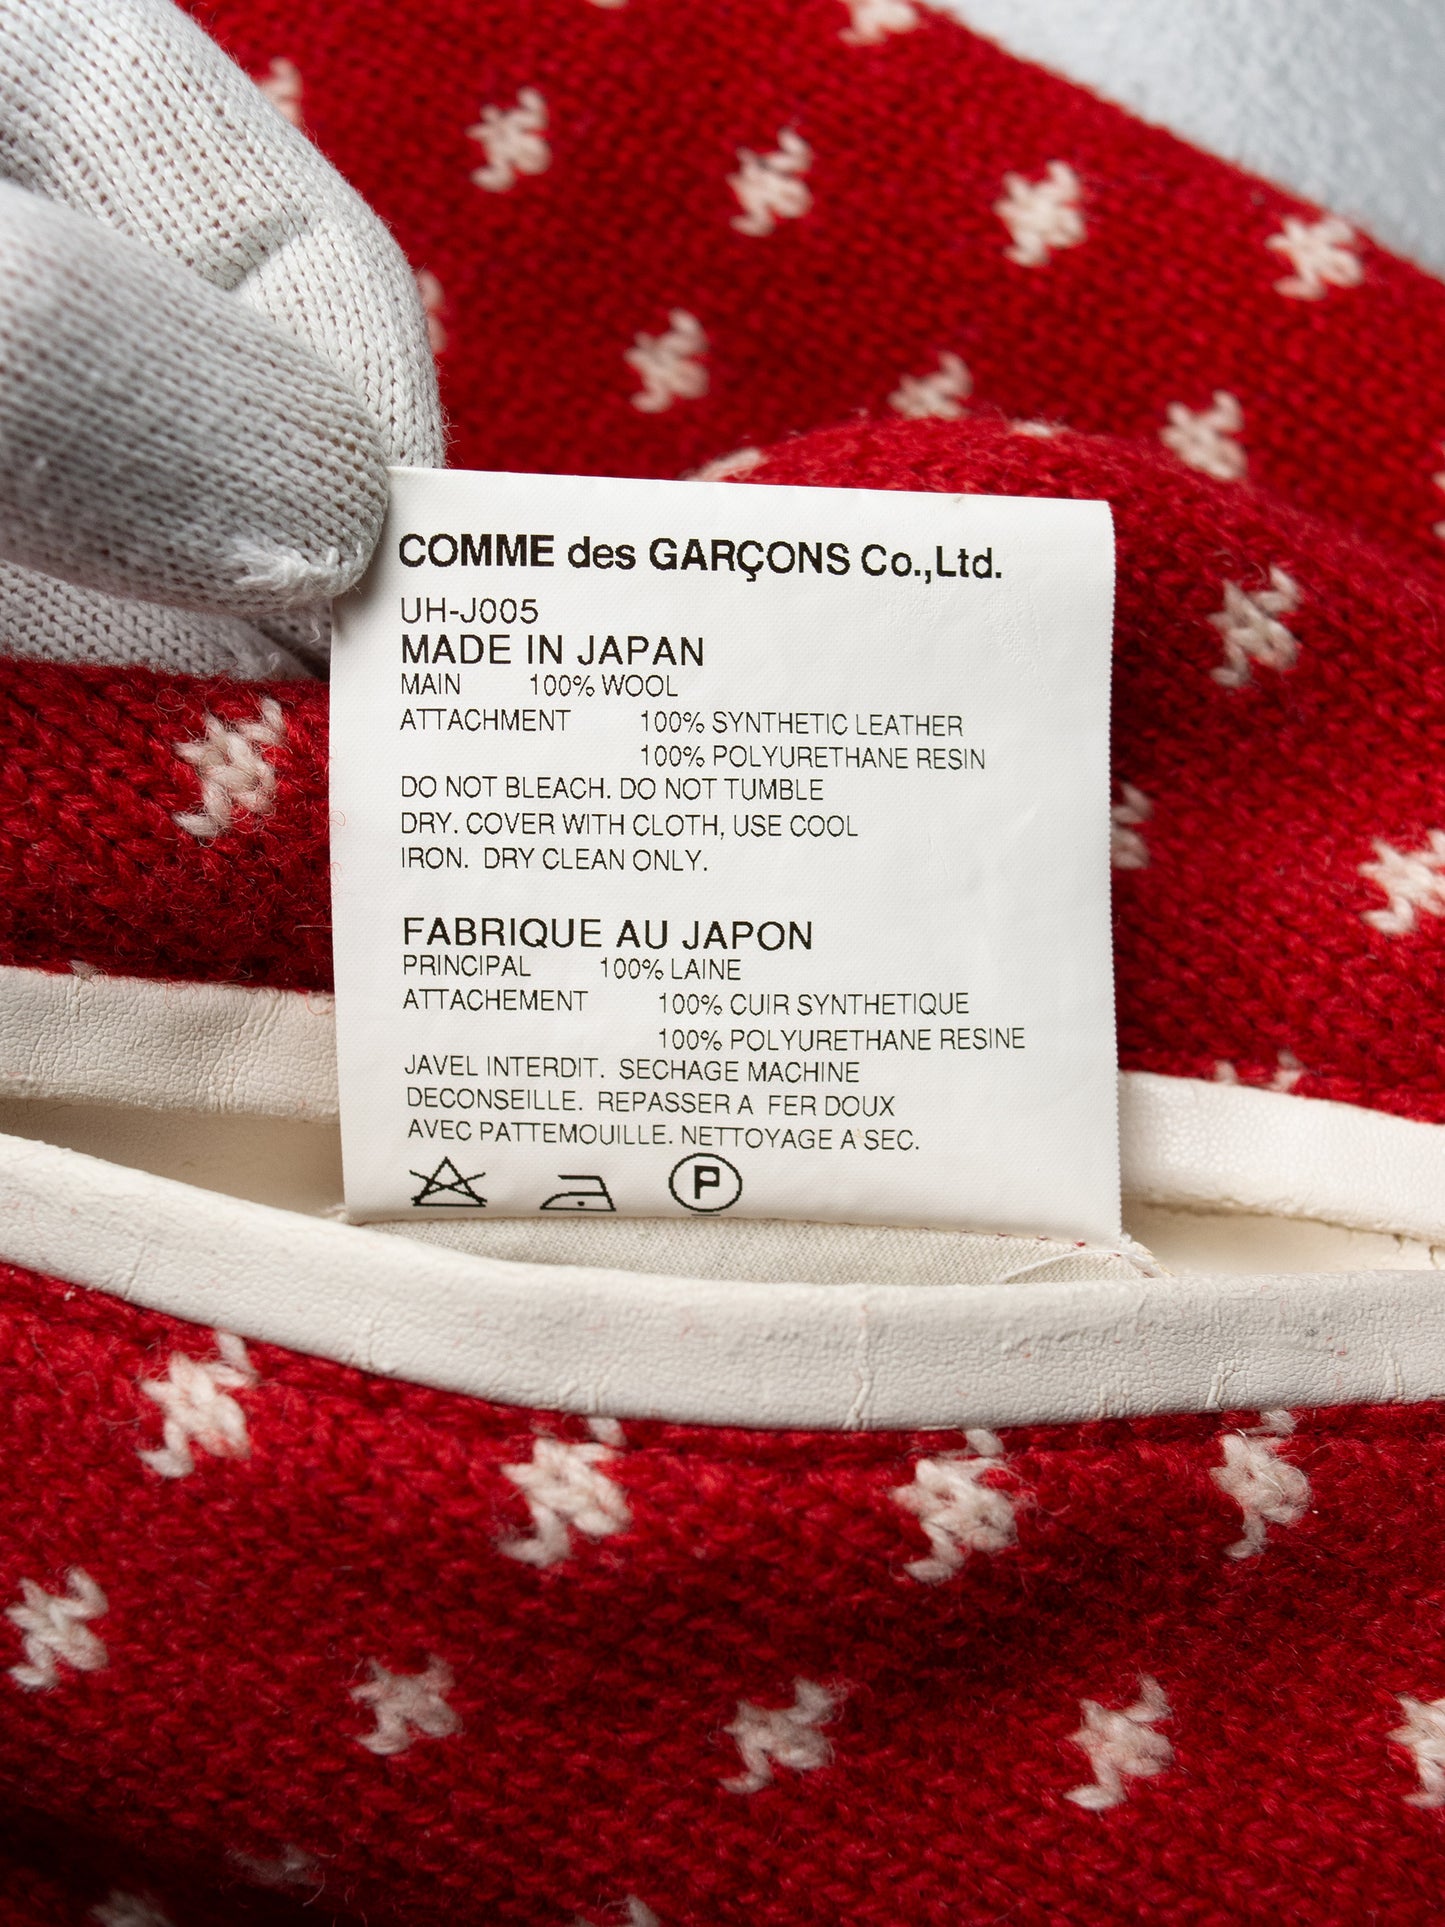 COMME des GARÇONS Co.,Ltd.
UH-J005
MADE IN JAPAN
MAIN 100% WOOL
ATTACHMENT 100% SYNTHETIC LEATHER
100% POLYURETHANE RESIN
DO NOT BLEACH. DO NOT TUMBLE
DRY. COVER WITH CLOTH, USE COOL
IRON. DRY CLEAN ONLY.
FABRIQUE AU JAPON
PRINCIPAL 100% LAINE
ATTACHEMENT 100% CUIR SYNTHETIQUE
100% POLYURETHANE RESINE
JAVEL INTERDIT. SECHAGE MACHINE
DECONSEILLE. REPASSER A FER DOUX
AVEC PATTEMOUILLE. NETTOYAGE A SEC.
P